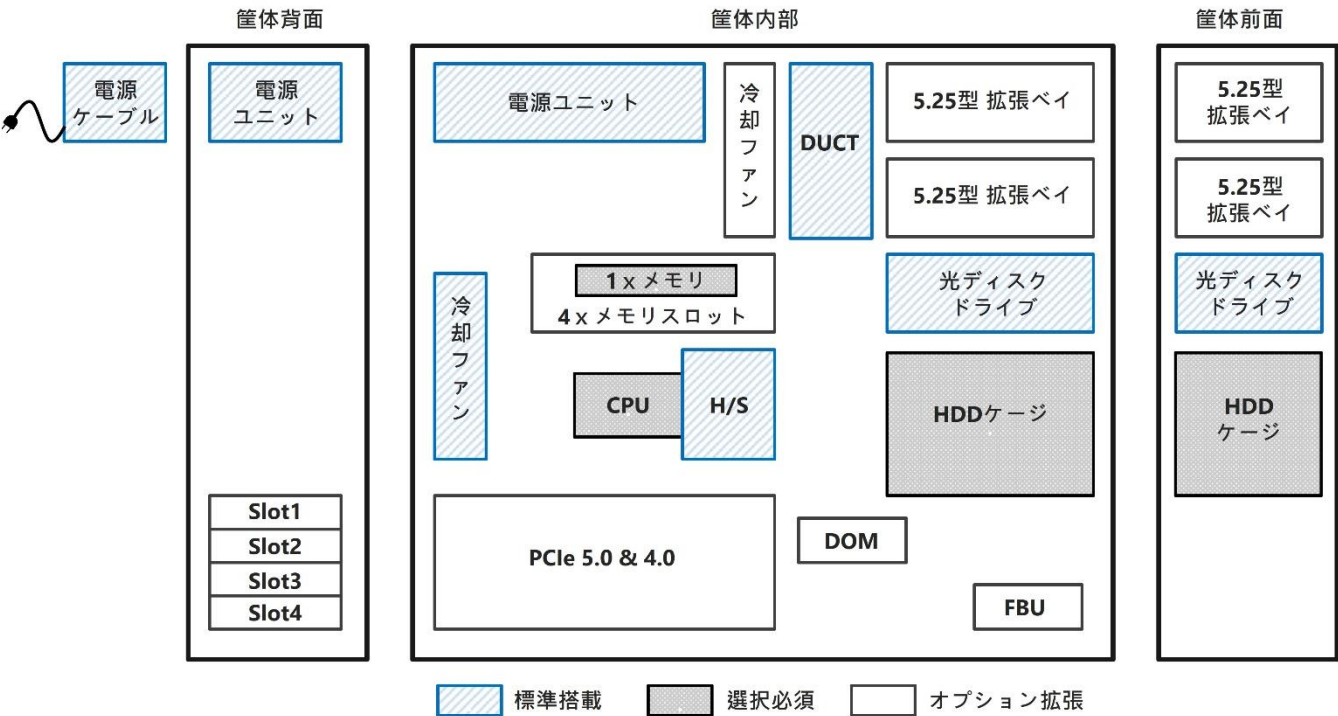 筐体背面
筐体内部
筐体前面
電源
ケーブル
電源
ユニット
Slot1
Slot2
Slot3
Slot4
電源ユニット
冷却ファン
DUCT
5.25型 拡張ベイ
5.25型 拡張ベイ
冷却ファン
1xメモリ
4xメモリスロット
光ディスク
ドライブ
CPU
H/S
HDDケージ
PCIe 5.0 & 4.0
DOM
FBU
5.25型
拡張ベイ
5.25型
拡張ベイ
光ディスク
ドライブ
HDD
ケージ
標準搭載
選択必須
オプション拡張